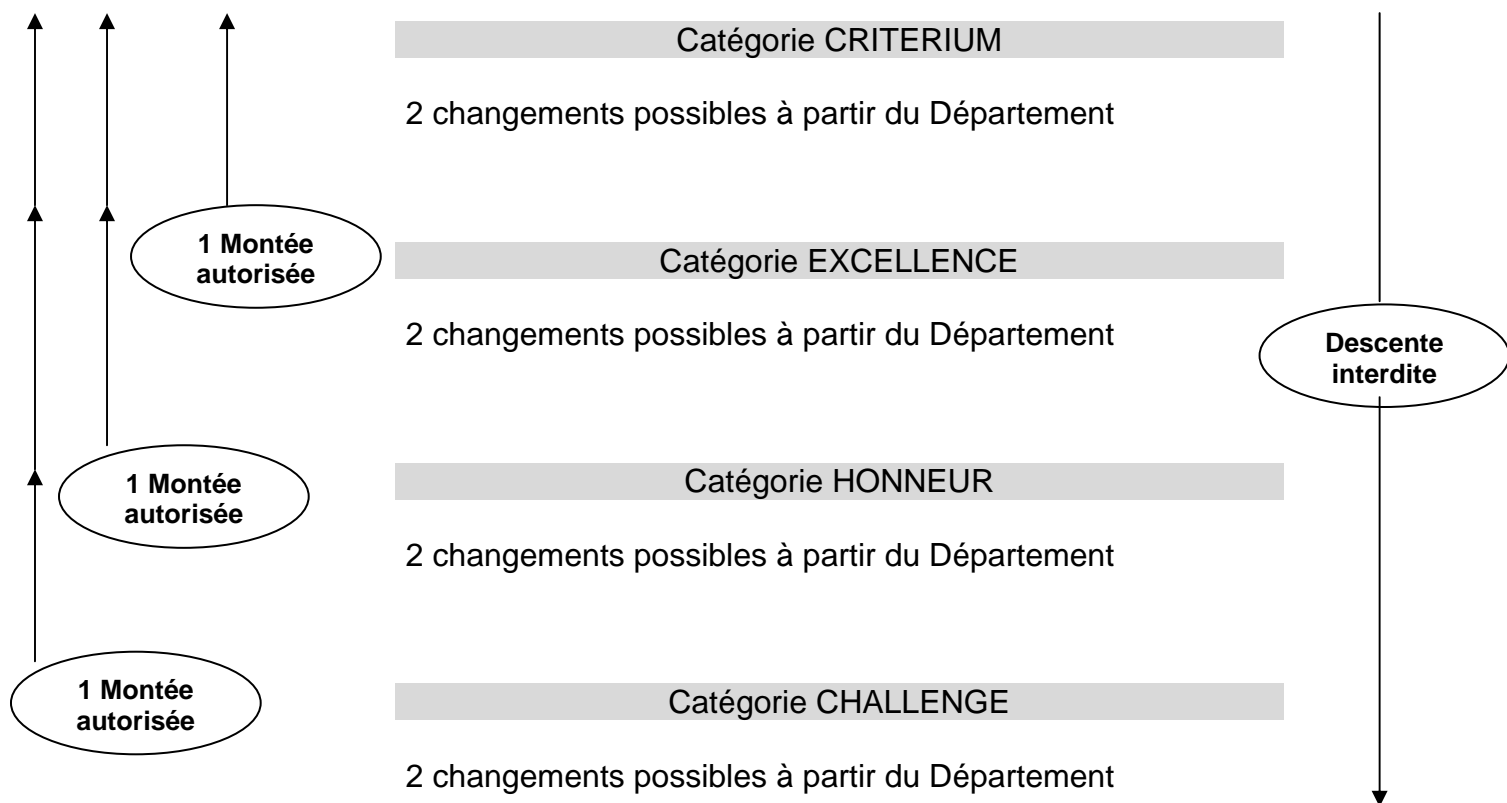 Catégorie CRITERIUM
2 changements possibles à partir du Département
1 Montée
autorisée
Catégorie EXCELLENCE
2 changements possibles à partir du Département
Descente
interdite
1 Montée
autorisée
Catégorie HONNEUR
2 changements possibles à partir du Département
1 Montée
autorisée
Catégorie CHALLENGE
2 changements possibles à partir du Département